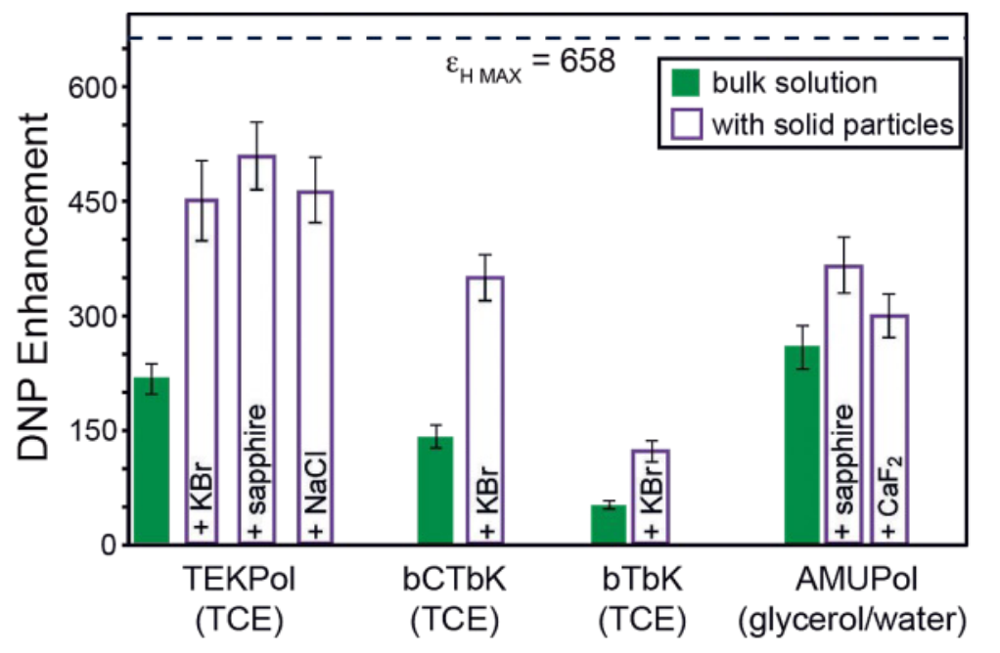 ε_H MAX = 658
bulk solution
with solid particles
DNP Enhancement
600
450
300
150
0
+ KBr
+ sapphire
+ NaCl
+ KBr
+ KBr
+ sapphire
+ CaF₂
TEKPol
(TCE)
bCTbK
(TCE)
bTbK
(TCE)
AMUPol
(glycerol/water)